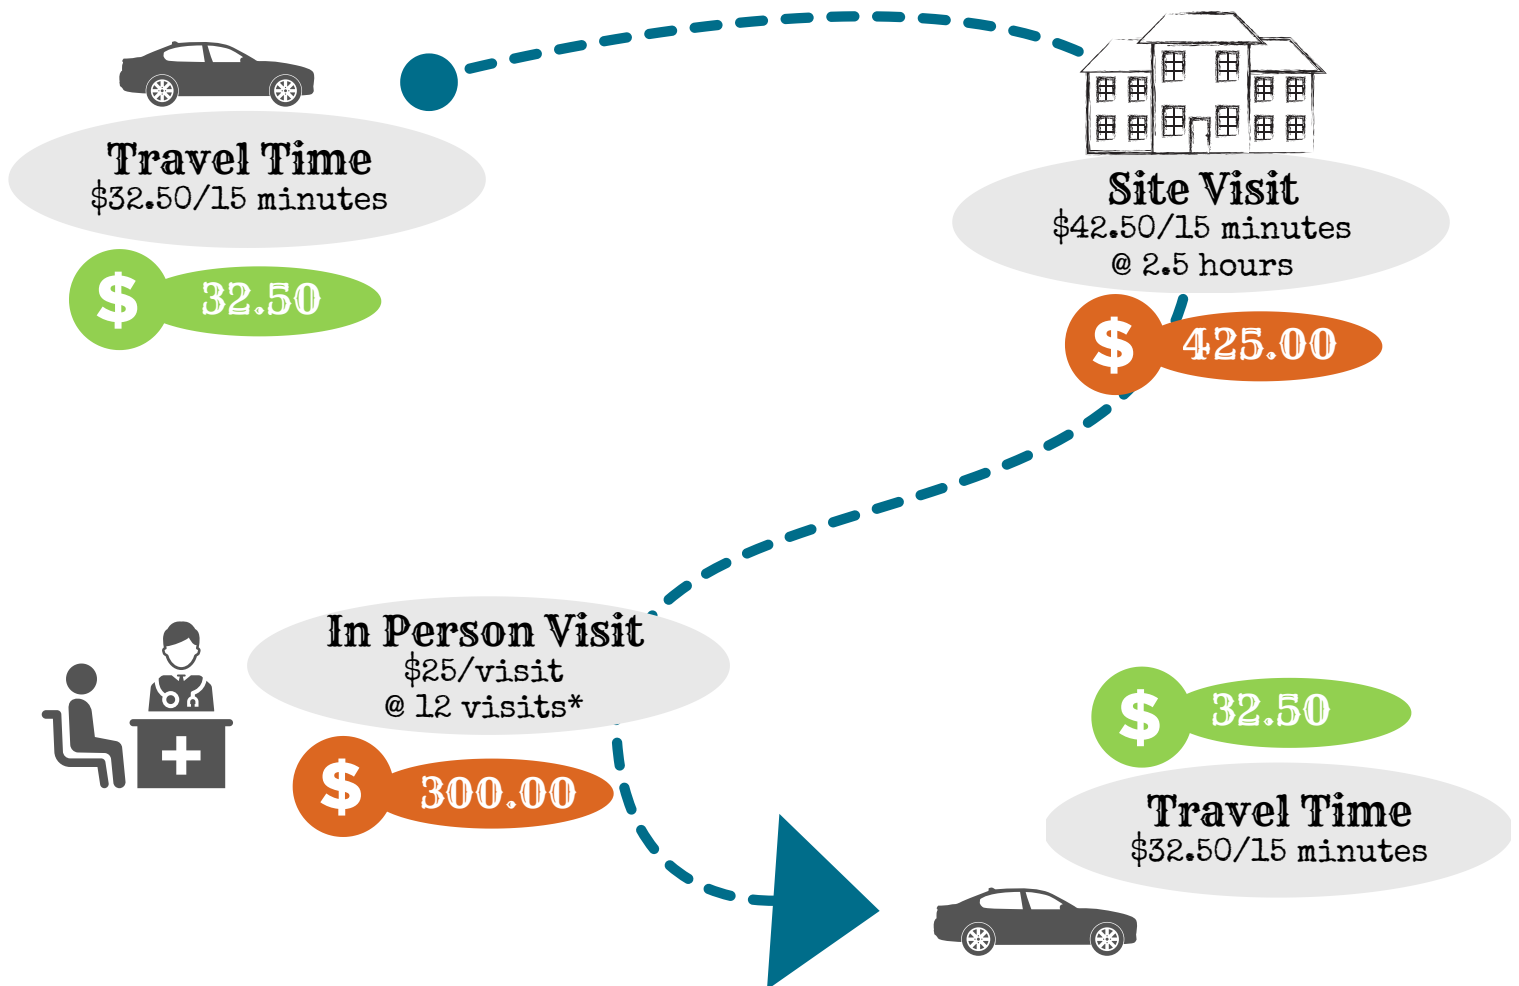 Travel Time
$32.50/15 minutes
$ 32.50
Site Visit
$42.50/15 minutes
@ 2.5 hours
$ 425.00
In Person Visit
$25/visit
@ 12 visits*
$ 300.00
$ 32.50
Travel Time
$32.50/15 minutes